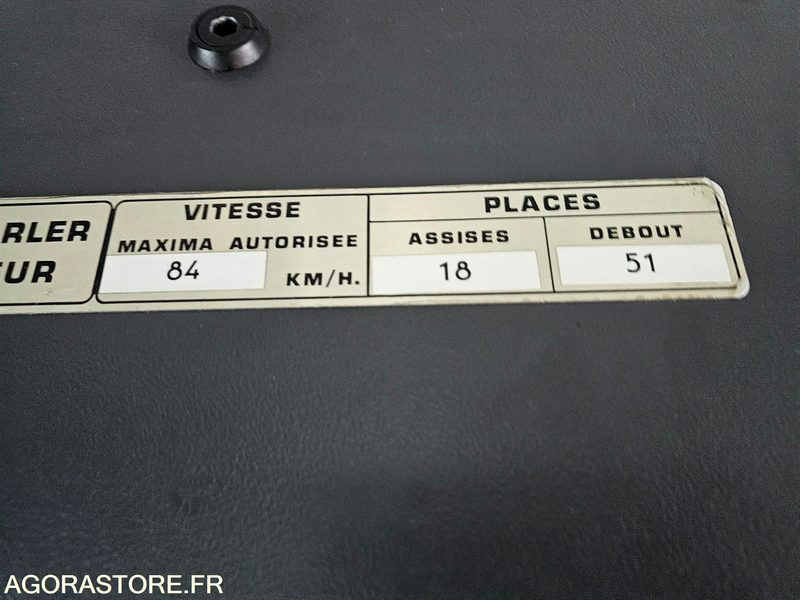 RLER
EUR
VITESSE
MAXIMA AUTORISEE
84 KM/H.
PLACES
ASSISES DEBOUT
18 51
AGORASTORE.FR